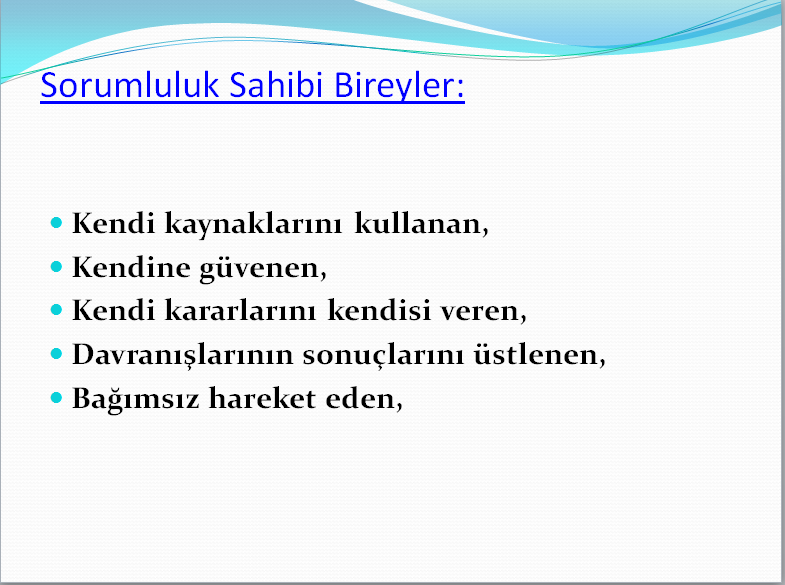 Sorumluluk Sahibi Bireyler:
Kendi kaynaklarını kullanan,
Kendine güvenen,
Kendi kararlarını kendisi veren,
Davranışlarının sonuçlarını üstlenen,
Bağımsız hareket eden,